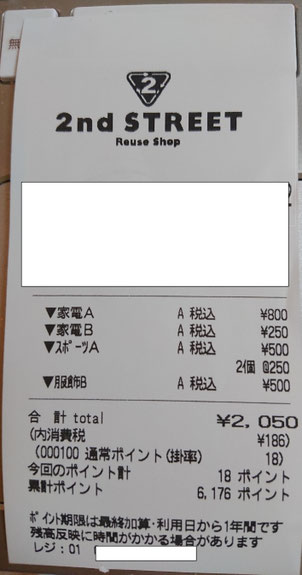 無
2
2nd STREET
Reuse Shop
▼家電A A 税込 ¥800
▼家電B A 税込 ¥250
▼ｽﾎﾟｰﾂA A 税込 ¥500
2個 @250
▼服飾B A 税込 ¥500
合 計 total ¥2,050
(内消費税 ¥186)
(000100 通常ポイント(掛率) 18)
今回のポイント計 18 ポイント
累計ポイント 6,176 ポイント
ﾎﾟｲﾝﾄ期限は最終加算･利用日から1年間です
残高反映に時間がかかる場合があります
レジ:01